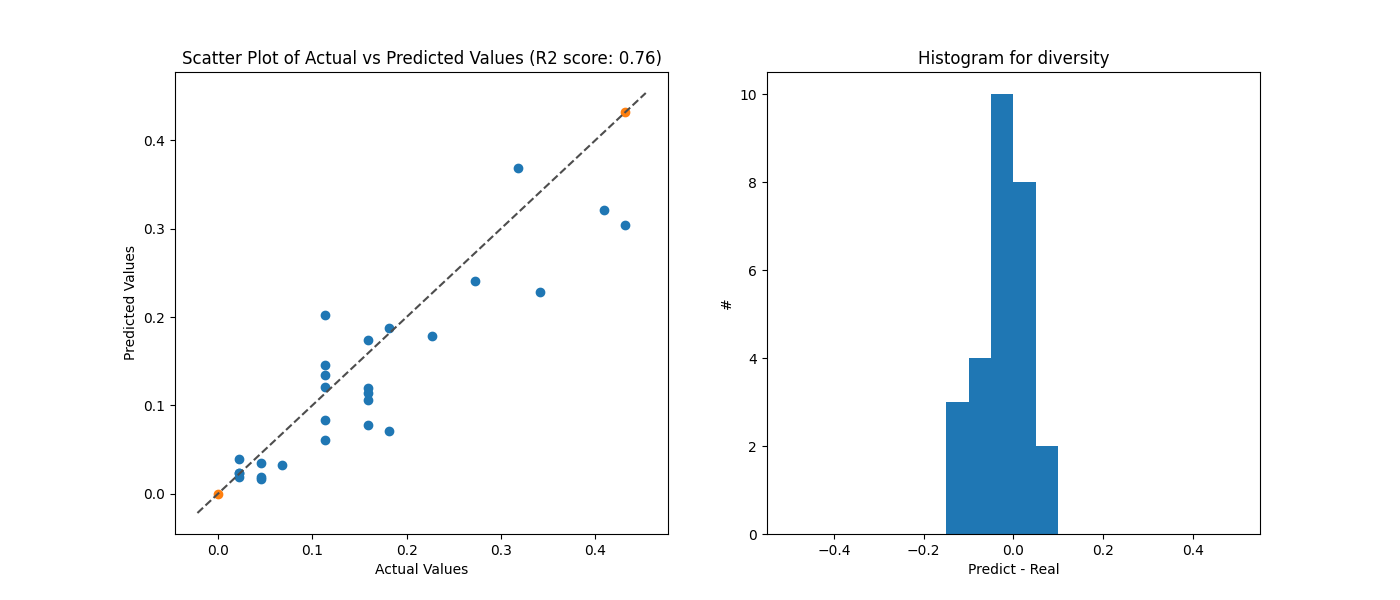 Scatter Plot of Actual vs Predicted Values (R2 score: 0.76)
Predicted Values
0.4
0.3
0.2
0.1
0.0
0.0 0.1 0.2 0.3 0.4
Actual Values
Histogram for diversity
#
10
8
6
4
2
0
−0.4 −0.2 0.0 0.2 0.4
Predict - Real